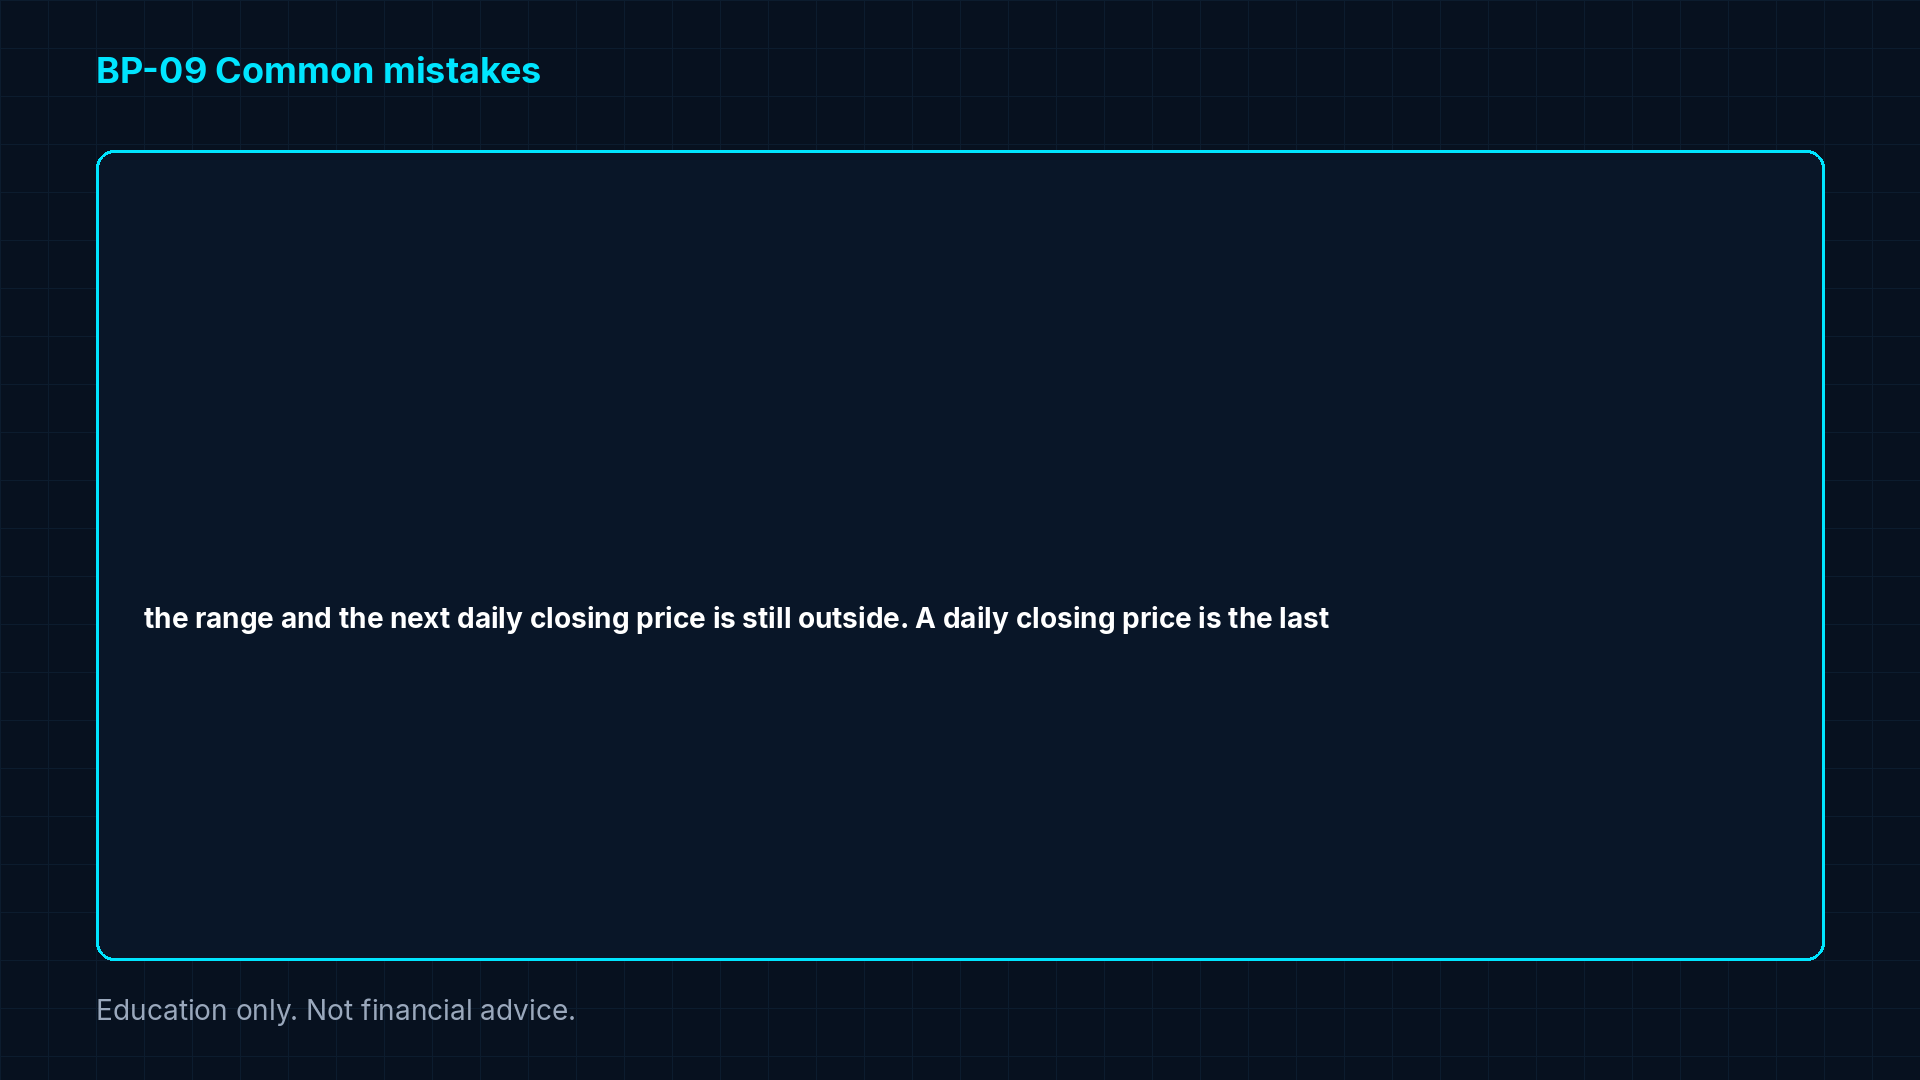 BP-09 Common mistakes
the range and the next daily closing price is still outside. A daily closing price is the last
Education only. Not financial advice.